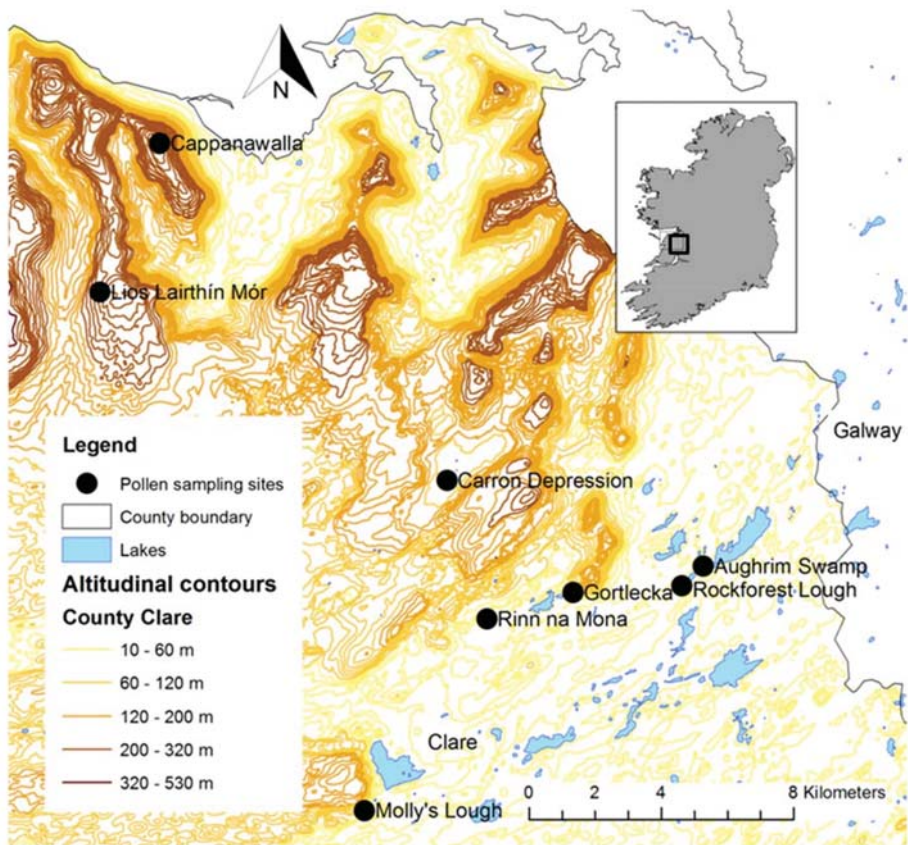 N
Cappanawalla
Lios Lairthín Mór
Legend
Pollen sampling sites
County boundary
Lakes
Altitudinal contours
County Clare
10 - 60 m
60 - 120 m
120 - 200 m
200 - 320 m
320 - 530 m
Galway
Carron Depression
Aughrim Swamp
Rockforest Lough
Gortlecka
Rinn na Mona
Clare
Molly's Lough
0 2 4 8 Kilometers